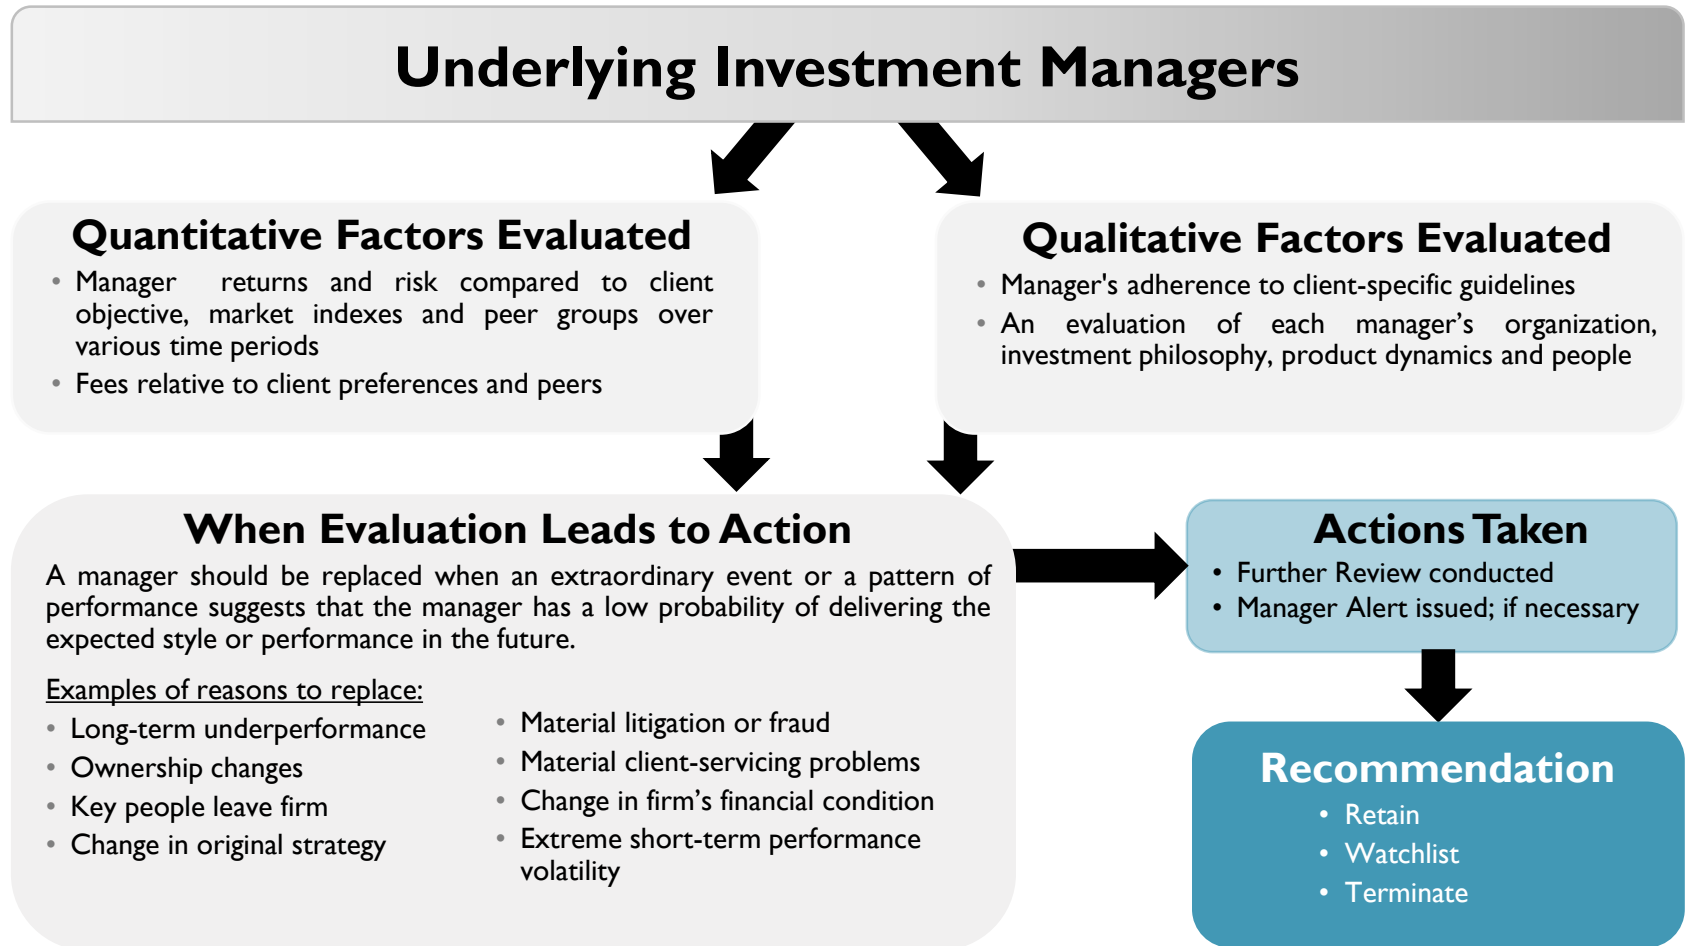 Underlying Investment Managers
Quantitative Factors Evaluated
• Manager returns and risk compared to client
objective, market indexes and peer groups over
various time periods
• Fees relative to client preferences and peers
Qualitative Factors Evaluated
• Manager's adherence to client-specific guidelines
• An evaluation of each manager’s organization,
investment philosophy, product dynamics and people
When Evaluation Leads to Action
A manager should be replaced when an extraordinary event or a pattern of
performance suggests that the manager has a low probability of delivering the
expected style or performance in the future.
Examples of reasons to replace:
• Long-term underperformance
• Ownership changes
• Key people leave firm
• Change in original strategy
• Material litigation or fraud
• Material client-servicing problems
• Change in firm’s financial condition
• Extreme short-term performance
volatility
Actions Taken
• Further Review conducted
• Manager Alert issued; if necessary
Recommendation
• Retain
• Watchlist
• Terminate